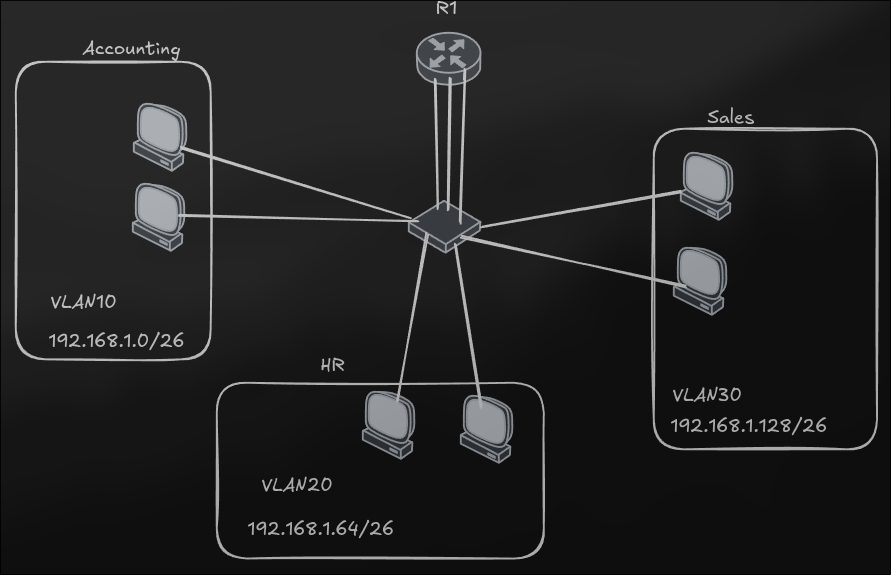 R1
Accounting
VLAN10
192.168.1.0/26
Sales
VLAN30
192.168.1.128/26
HR
VLAN20
192.168.1.64/26